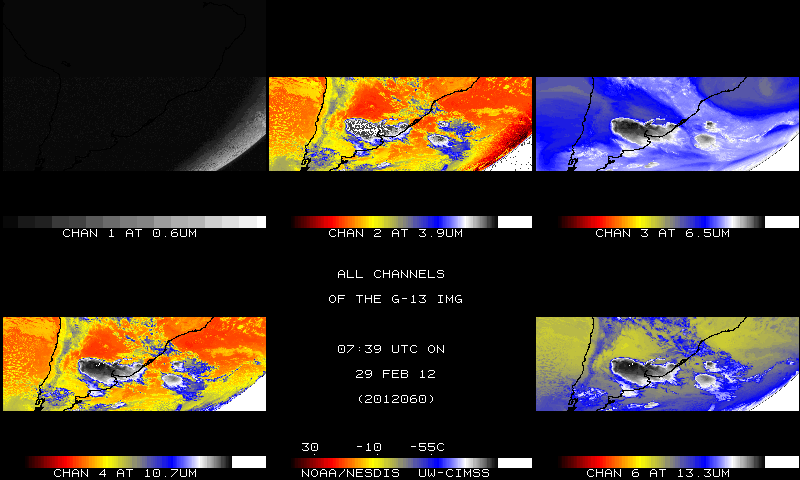 CHAN 1 AT 0.6UM
CHAN 2 AT 3.9UM
CHAN 3 AT 6.5UM
ALL CHANNELS
OF THE G-13 IMG
07:39 UTC ON
29 FEB 12
(2012060)
30 -10 -55C
CHAN 4 AT 10.7UM
NOAA/NESDIS UW-CIMSS
CHAN 6 AT 13.3UM